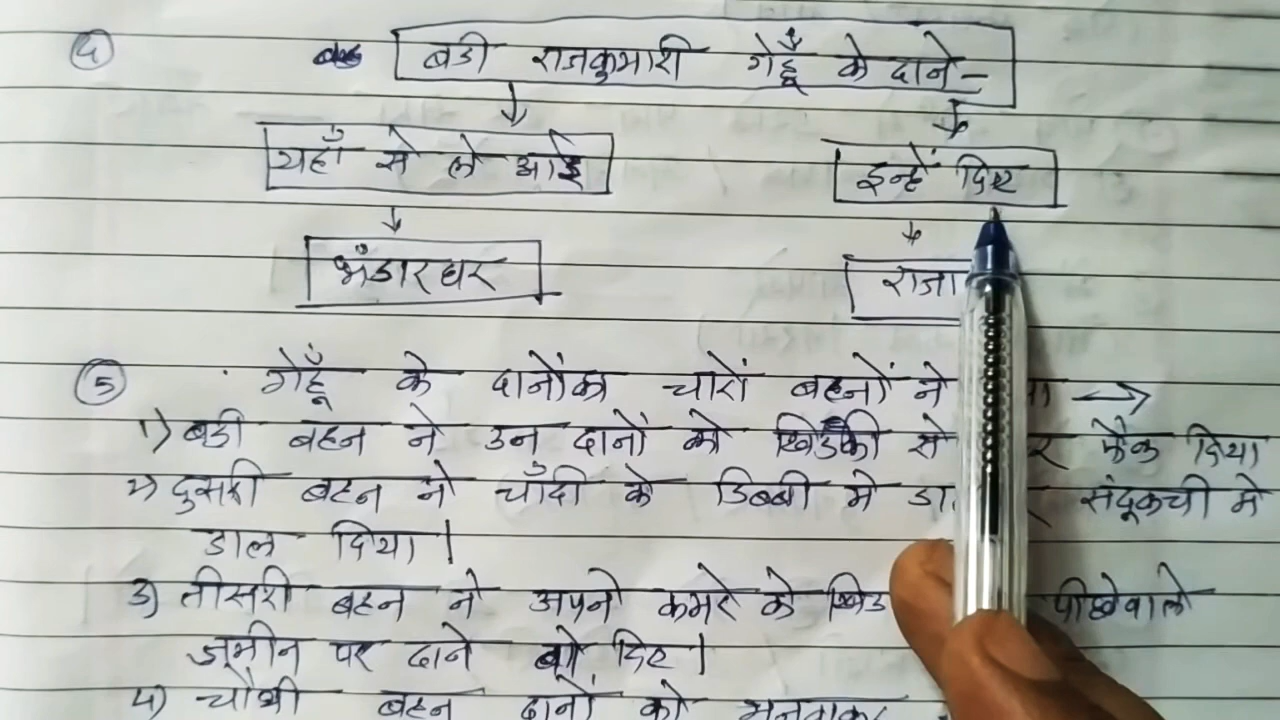 4 बडी राजकुमारी गेहूँ के दाने-
यहाँ से ले आई इन्हें दिए
भंडारघर राजा
5 गेहूँ के दानोंका चारों बहनों ने
1) बडी बहन ने उन दानों को खिडकी से फेंक दिया
2) दुसरी बहन ने चाँदी के डिब्बी मे संदूकची मे
डाल दिया।
3) तीसरी बहन ने अपने कमरे के पीछेवाले
ज़मीन पर दाने बो दिए।
4) चौथी बहन दानों को